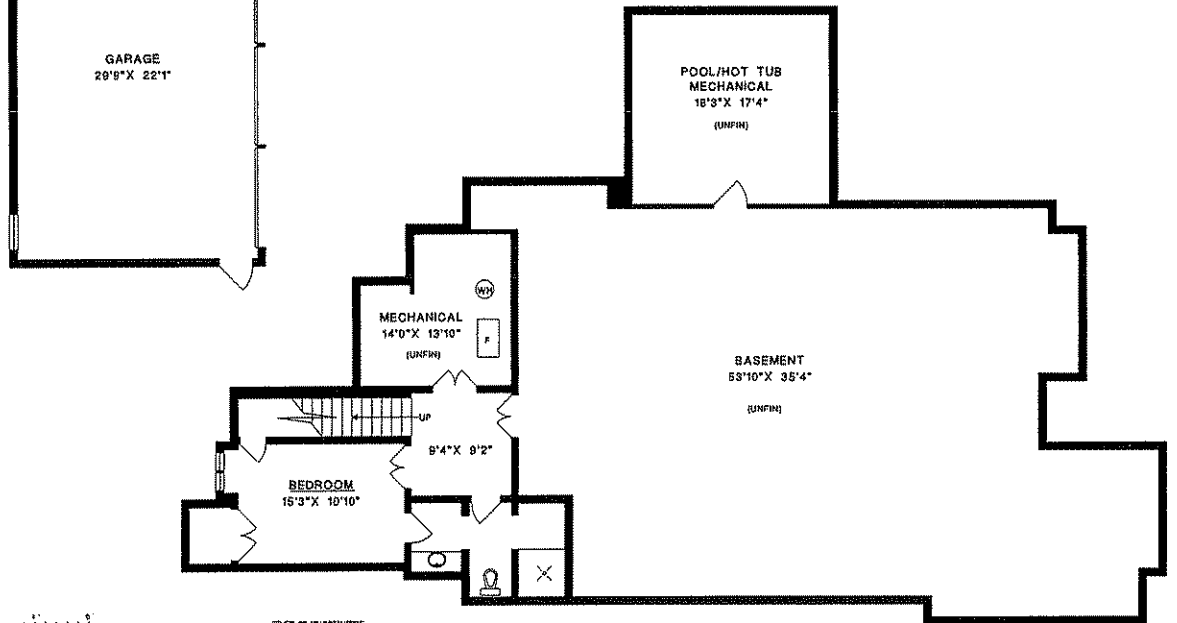 GARAGE
29'9"X 22'1"
POOL/HOT TUB
MECHANICAL
18'3"X 17'4"
(UNFIN)
WH
MECHANICAL
14'0"X 13'10"
(UNFIN)
F
BASEMENT
53'10"X 35'4"
(UNFIN)
UP
9'4"X 9'2"
BEDROOM
15'3"X 10'10"